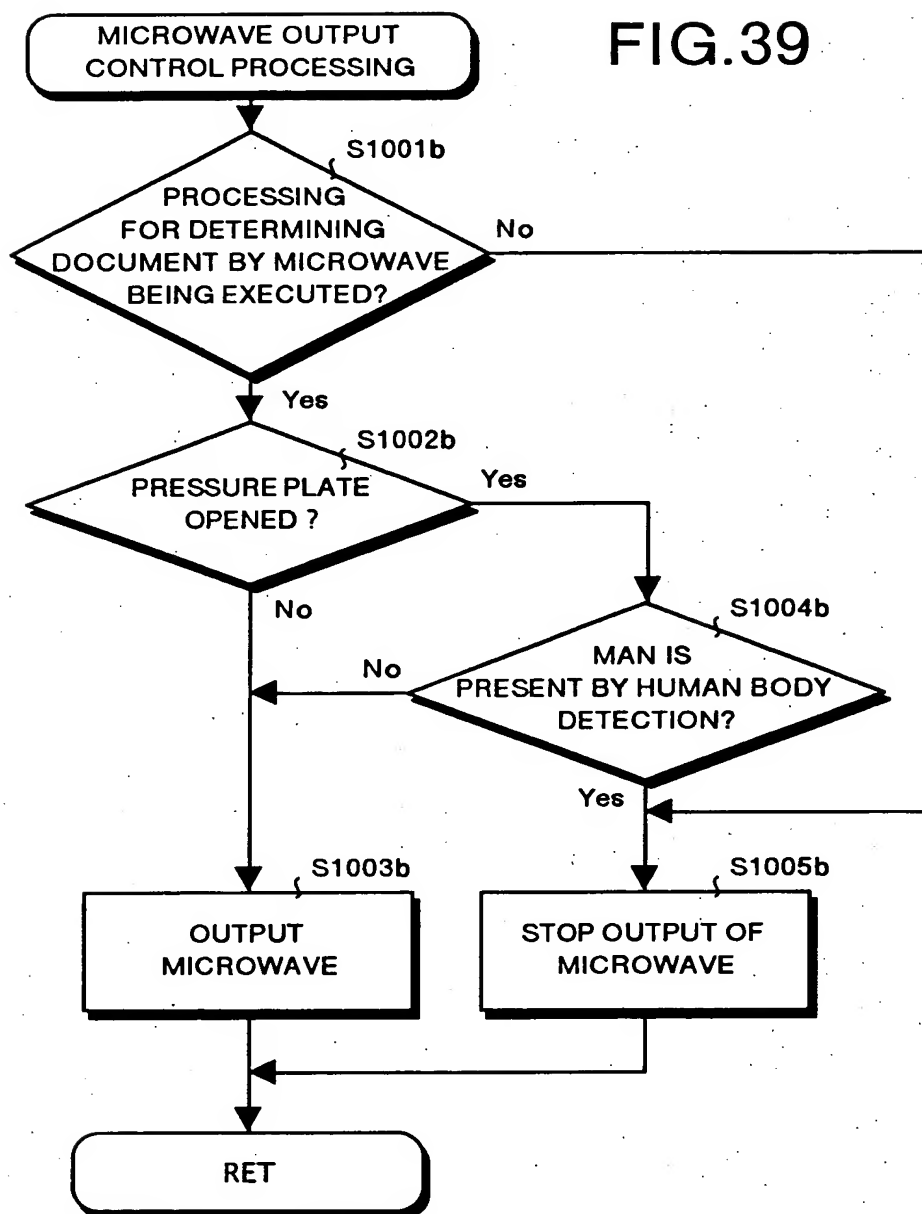 FIG.39
MICROWAVE OUTPUT
CONTROL PROCESSING
S1001b
PROCESSING
FOR DETERMINING
DOCUMENT BY MICROWAVE
BEING EXECUTED?
No
Yes
S1002b
PRESSURE PLATE
OPENED ?
Yes
No
S1004b
MAN IS
PRESENT BY HUMAN BODY
DETECTION?
No
Yes
S1003b
OUTPUT
MICROWAVE
S1005b
STOP OUTPUT OF
MICROWAVE
RET